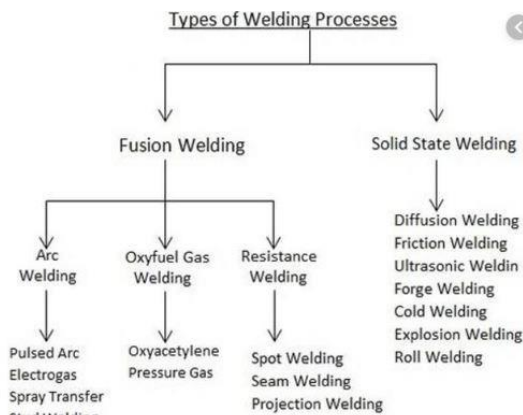 Types of Welding Processes
Fusion Welding
Solid State Welding
Arc
Welding
Oxyfuel Gas
Welding
Resistance
Welding
Diffusion Welding
Friction Welding
Ultrasonic Weldin
Forge Welding
Cold Welding
Explosion Welding
Roll Welding
Pulsed Arc
Electrogas
Spray Transfer
Oxyacetylene
Pressure Gas
Spot Welding
Seam Welding
Projection Welding